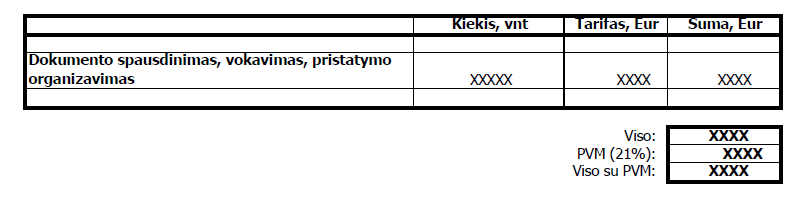 Kiekis, vnt Tarifas, Eur Suma, Eur
Dokumento spausdinimas, vokavimas, pristatymo
organizavimas XXXXX XXXX XXXX
Viso: XXXX
PVM (21%): XXXX
Viso su PVM: XXXX